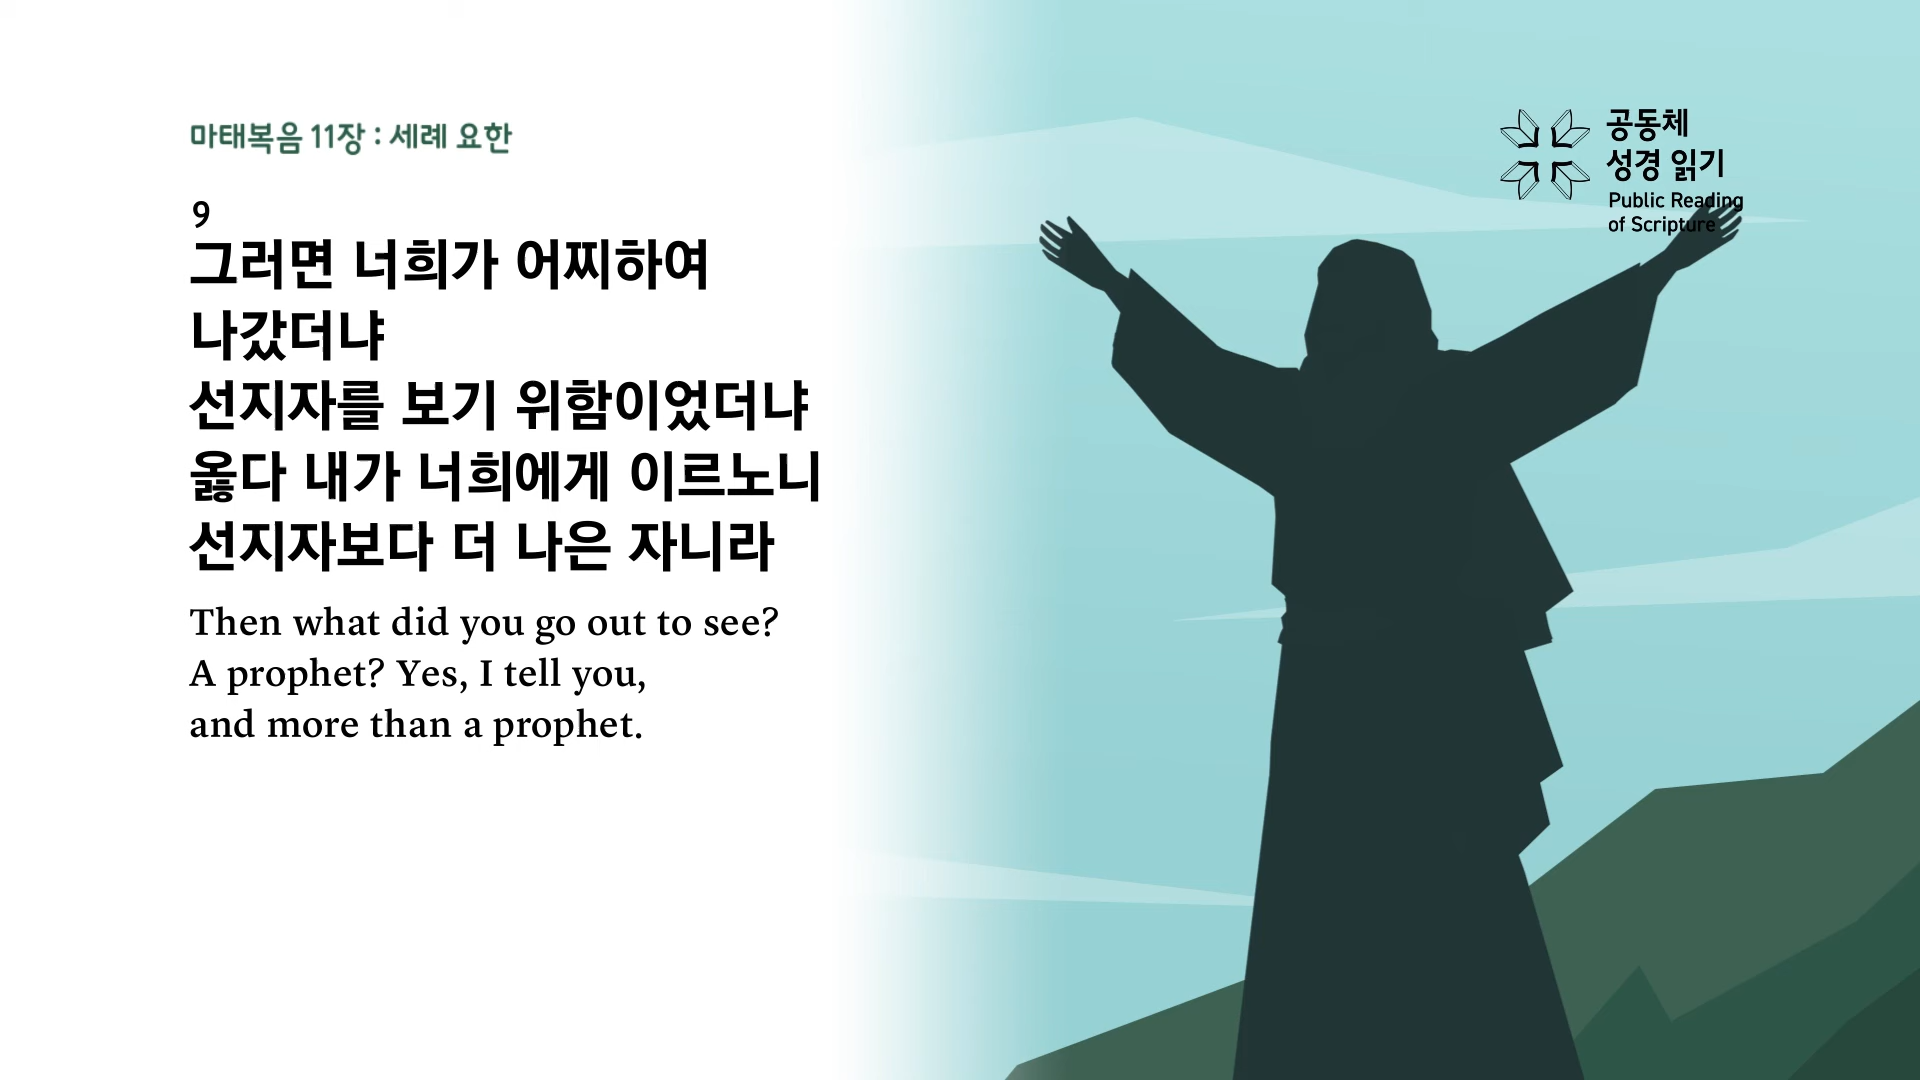 마태복음 11장 : 세례 요한
9
그러면 너희가 어찌하여
나갔더냐
선지자를 보기 위함이었더냐
옳다 내가 너희에게 이르노니
선지자보다 더 나은 자니라
Then what did you go out to see?
A prophet? Yes, I tell you,
and more than a prophet.
공동체
성경 읽기
Public Reading
of Scripture